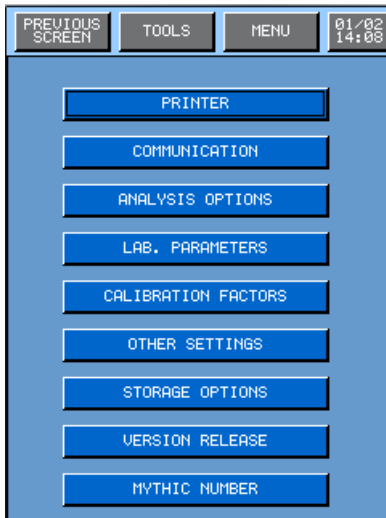 PREVIOUS
SCREEN
TOOLS
MENU
01/02
14:08
PRINTER
COMMUNICATION
ANALYSIS OPTIONS
LAB. PARAMETERS
CALIBRATION FACTORS
OTHER SETTINGS
STORAGE OPTIONS
VERSION RELEASE
MYTHIC NUMBER